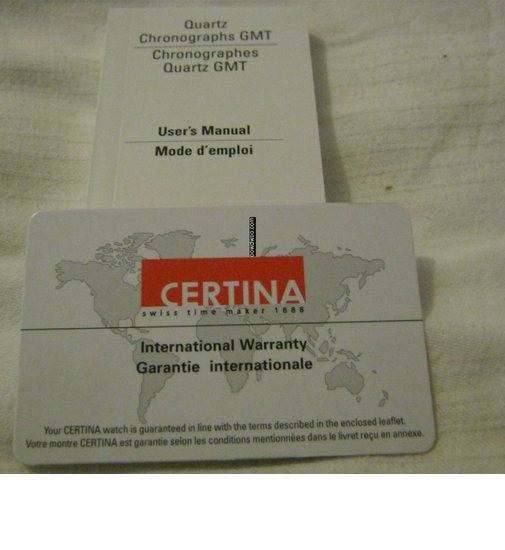 Quartz
Chronographs GMT
Chronographes
Quartz GMT
User's Manual
Mode d'emploi
CERTINA
swiss time maker 1888
International Warranty
Garantie internationale
Your CERTINA watch is guaranteed in line with the terms described in the enclosed leaflet.
Votre montre CERTINA est garantie selon les conditions mentionnées dans le livret reçu en annexe.